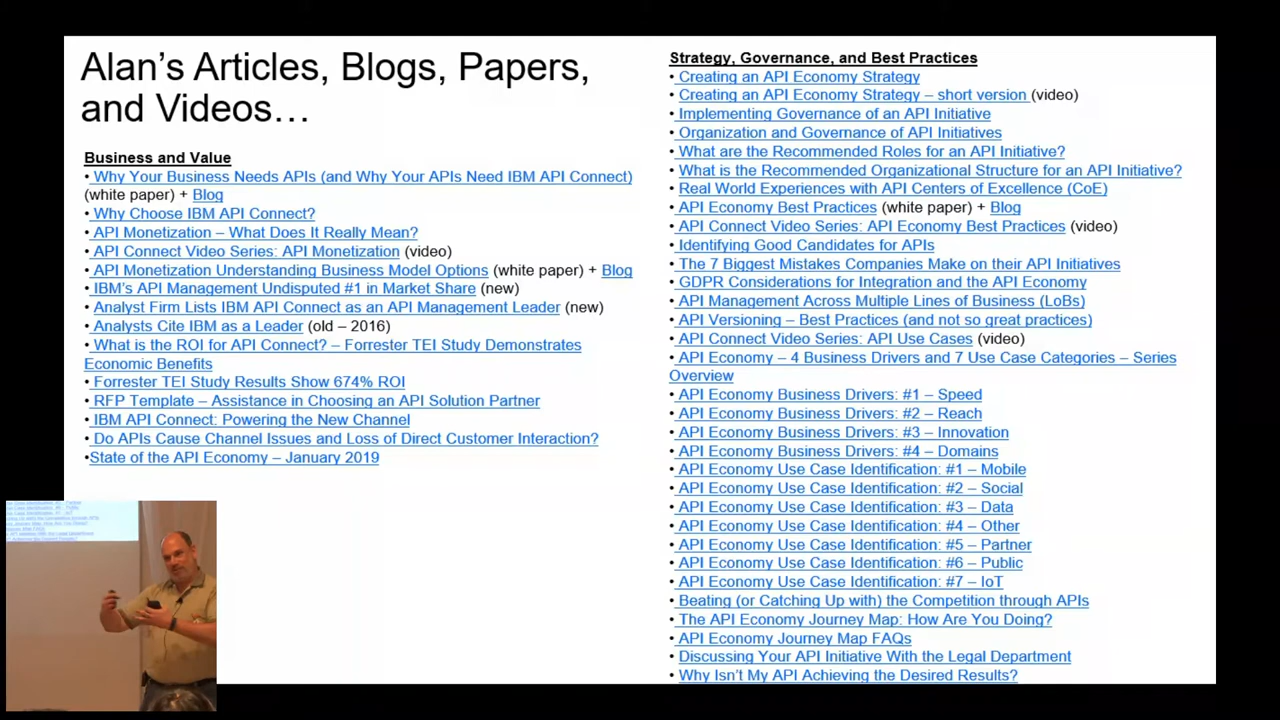 Alan's Articles, Blogs, Papers,
and Videos…
Business and Value
• Why Your Business Needs APIs (and Why Your APIs Need IBM API Connect)
(white paper) + Blog
• Why Choose IBM API Connect?
• API Monetization – What Does It Really Mean?
• API Connect Video Series: API Monetization (video)
• API Monetization Understanding Business Model Options (white paper) + Blog
• IBM's API Management Undisputed #1 in Market Share (new)
• Analyst Firm Lists IBM API Connect as an API Management Leader (new)
• Analysts Cite IBM as a Leader (old – 2016)
• What is the ROI for API Connect? – Forrester TEI Study Demonstrates
Economic Benefits
• Forrester TEI Study Results Show 674% ROI
• RFP Template – Assistance in Choosing an API Solution Partner
• IBM API Connect: Powering the New Channel
• Do APIs Cause Channel Issues and Loss of Direct Customer Interaction?
•State of the API Economy – January 2019
Strategy, Governance, and Best Practices
• Creating an API Economy Strategy
• Creating an API Economy Strategy – short version (video)
• Implementing Governance of an API Initiative
• Organization and Governance of API Initiatives
• What are the Recommended Roles for an API Initiative?
• What is the Recommended Organizational Structure for an API Initiative?
• Real World Experiences with API Centers of Excellence (CoE)
• API Economy Best Practices (white paper) + Blog
• API Connect Video Series: API Economy Best Practices (video)
• Identifying Good Candidates for APIs
• The 7 Biggest Mistakes Companies Make on their API Initiatives
• GDPR Considerations for Integration and the API Economy
• API Management Across Multiple Lines of Business (LoBs)
• API Versioning – Best Practices (and not so great practices)
• API Connect Video Series: API Use Cases (video)
• API Economy – 4 Business Drivers and 7 Use Case Categories – Series
Overview
• API Economy Business Drivers: #1 – Speed
• API Economy Business Drivers: #2 – Reach
• API Economy Business Drivers: #3 – Innovation
• API Economy Business Drivers: #4 – Domains
• API Economy Use Case Identification: #1 – Mobile
• API Economy Use Case Identification: #2 – Social
• API Economy Use Case Identification: #3 – Data
• API Economy Use Case Identification: #4 – Other
• API Economy Use Case Identification: #5 – Partner
• API Economy Use Case Identification: #6 – Public
• API Economy Use Case Identification: #7 – IoT
• Beating (or Catching Up with) the Competition through APIs
• The API Economy Journey Map: How Are You Doing?
• API Economy Journey Map FAQs
• Discussing Your API Initiative With the Legal Department
• Why Isn't My API Achieving the Desired Results?